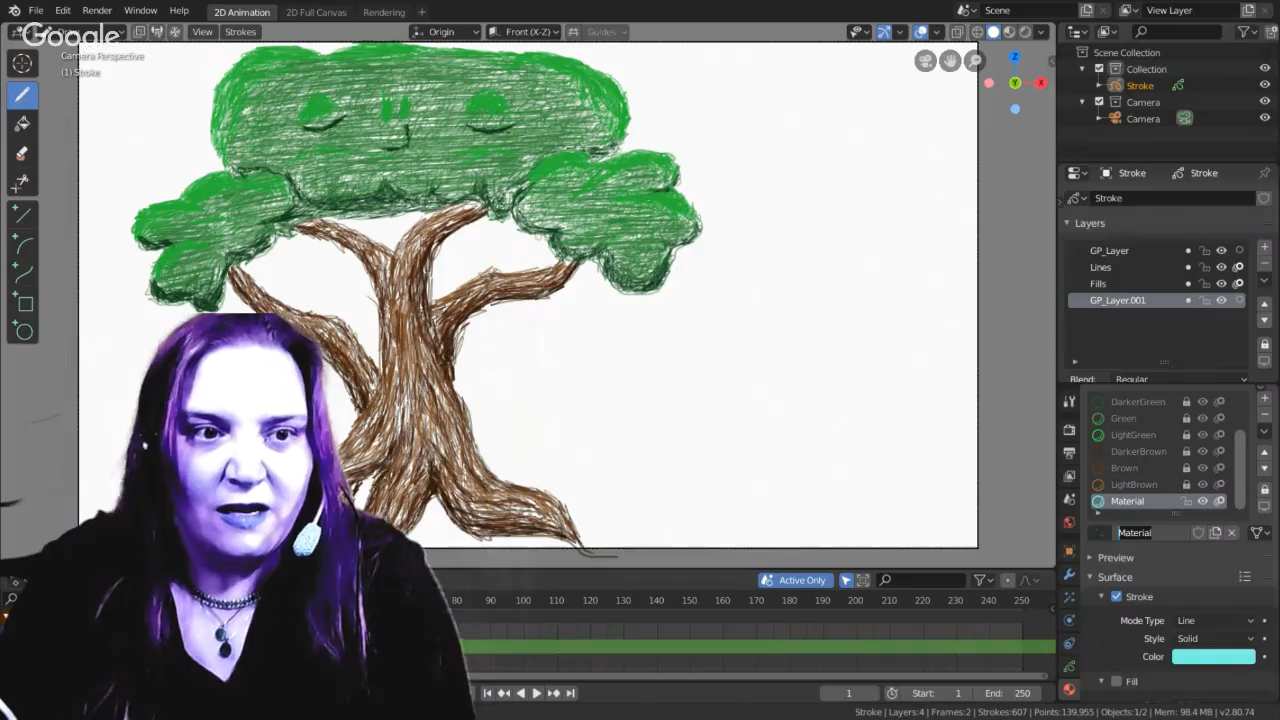 File Edit Render Window Help 2D Animation 2D Full Canvas Rendering + Scene View Layer
Google
View Strokes Origin Front (X-Z) Guides
Camera Perspective
(1) Stroke
Z
Y
X
Scene Collection
Collection
Stroke
Camera
Camera
Stroke Stroke
Stroke
Layers
GP_Layer
Lines
Fills
GP_Layer.001
Blend: Regular
DarkerGreen
Green
LightGreen
DarkerBrown
Brown
LightBrown
Material
Material
Preview
Surface
Stroke
Mode Type Line
Style Solid
Color
Fill
Active Only
80 90 100 110 120 130 140 150 160 170 180 190 200 210 220 230 240 250
1 Start: 1 End: 250
Stroke | Layers:4 | Frames:2 | Strokes:607 | Points:139,955 | Objects:1/2 | Mem: 98.4 MB | v2.80.74